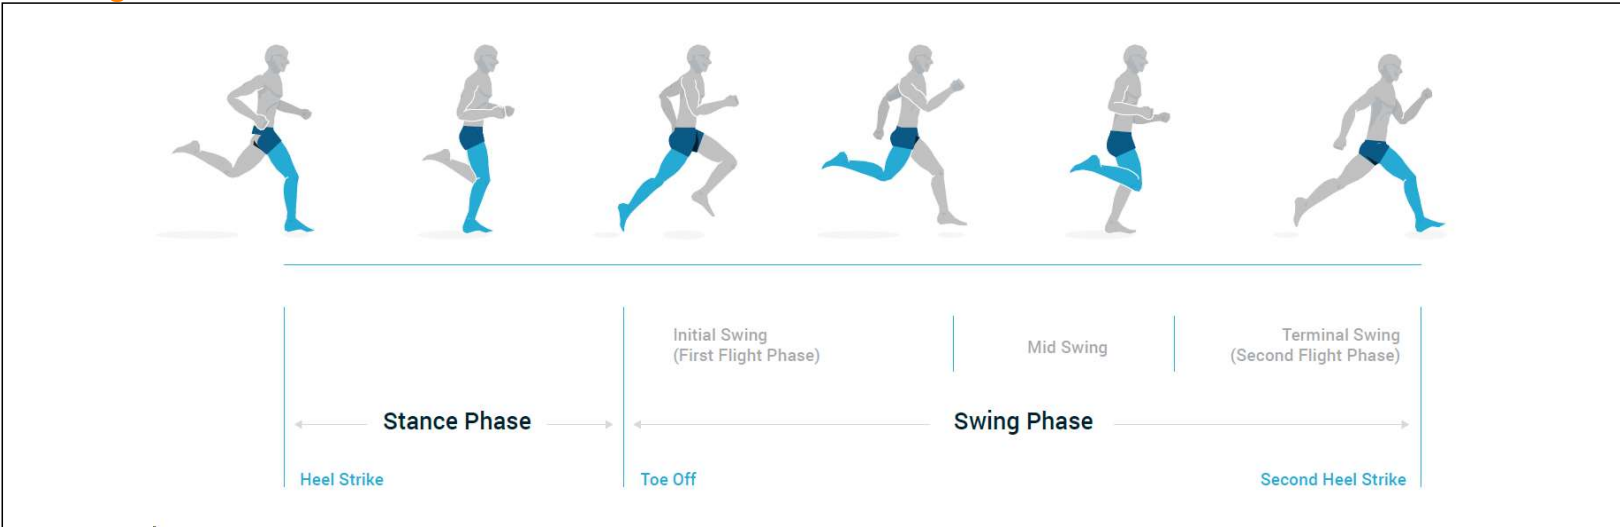 Initial Swing
(First Flight Phase)
Mid Swing
Terminal Swing
(Second Flight Phase)
Stance Phase
Swing Phase
Heel Strike
Toe Off
Second Heel Strike